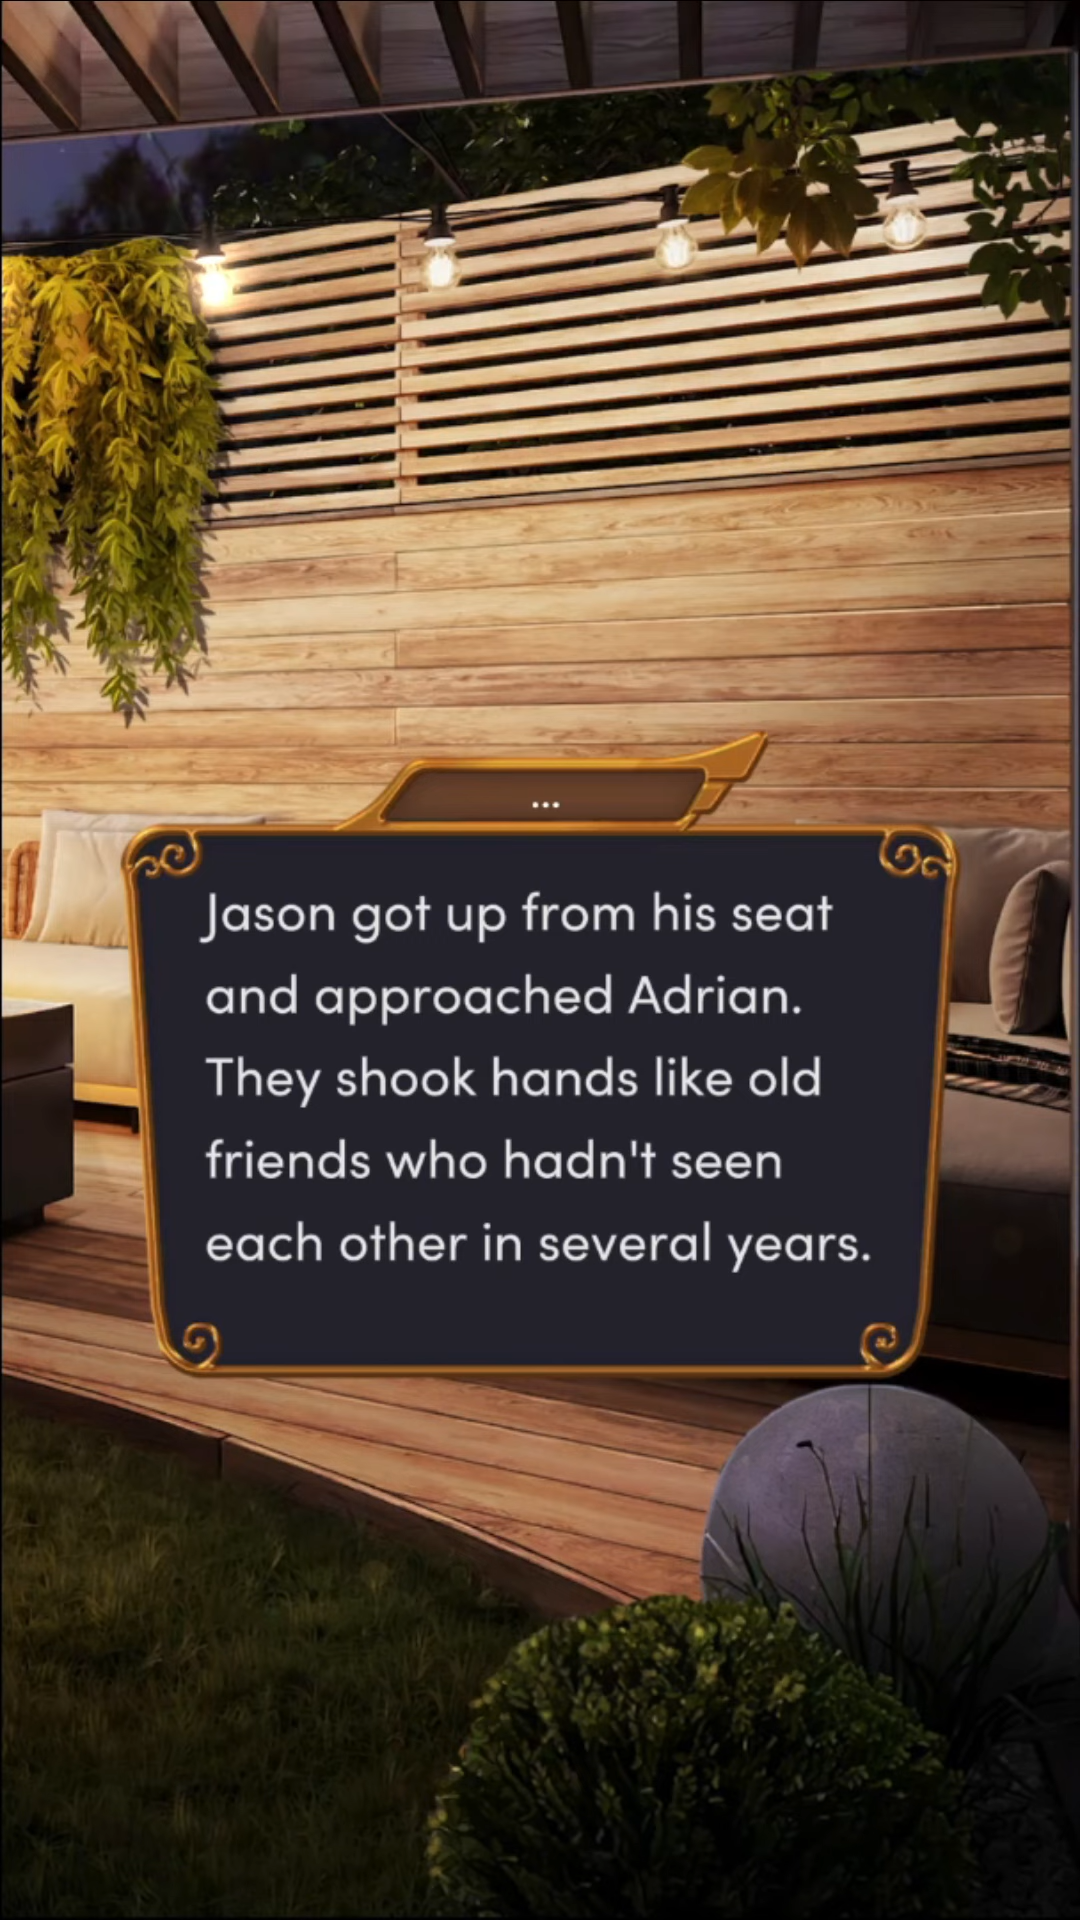 ...
Jason got up from his seat
and approached Adrian.
They shook hands like old
friends who hadn't seen
each other in several years.